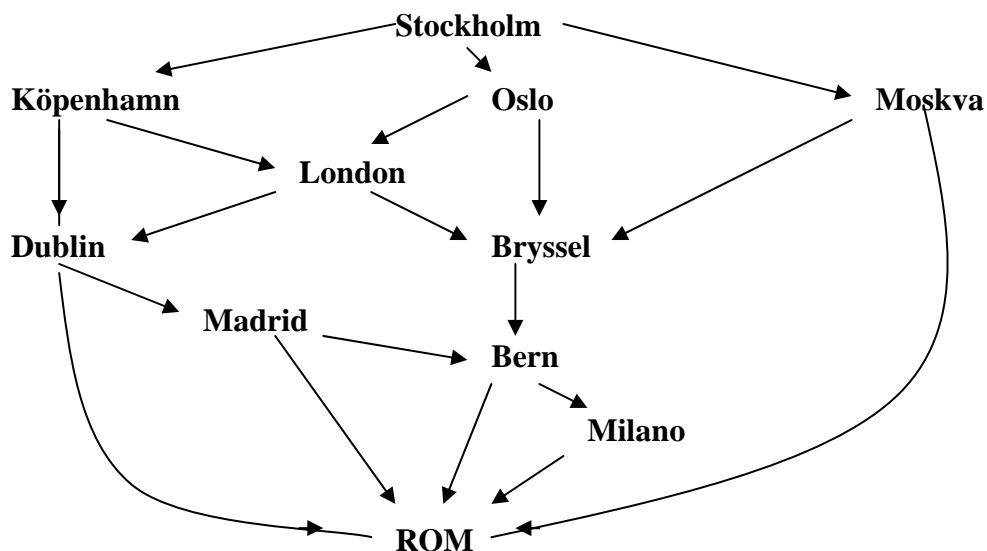 Stockholm
Köpenhamn Oslo Moskva
London
Dublin Bryssel
Madrid
Bern
Milano
ROM